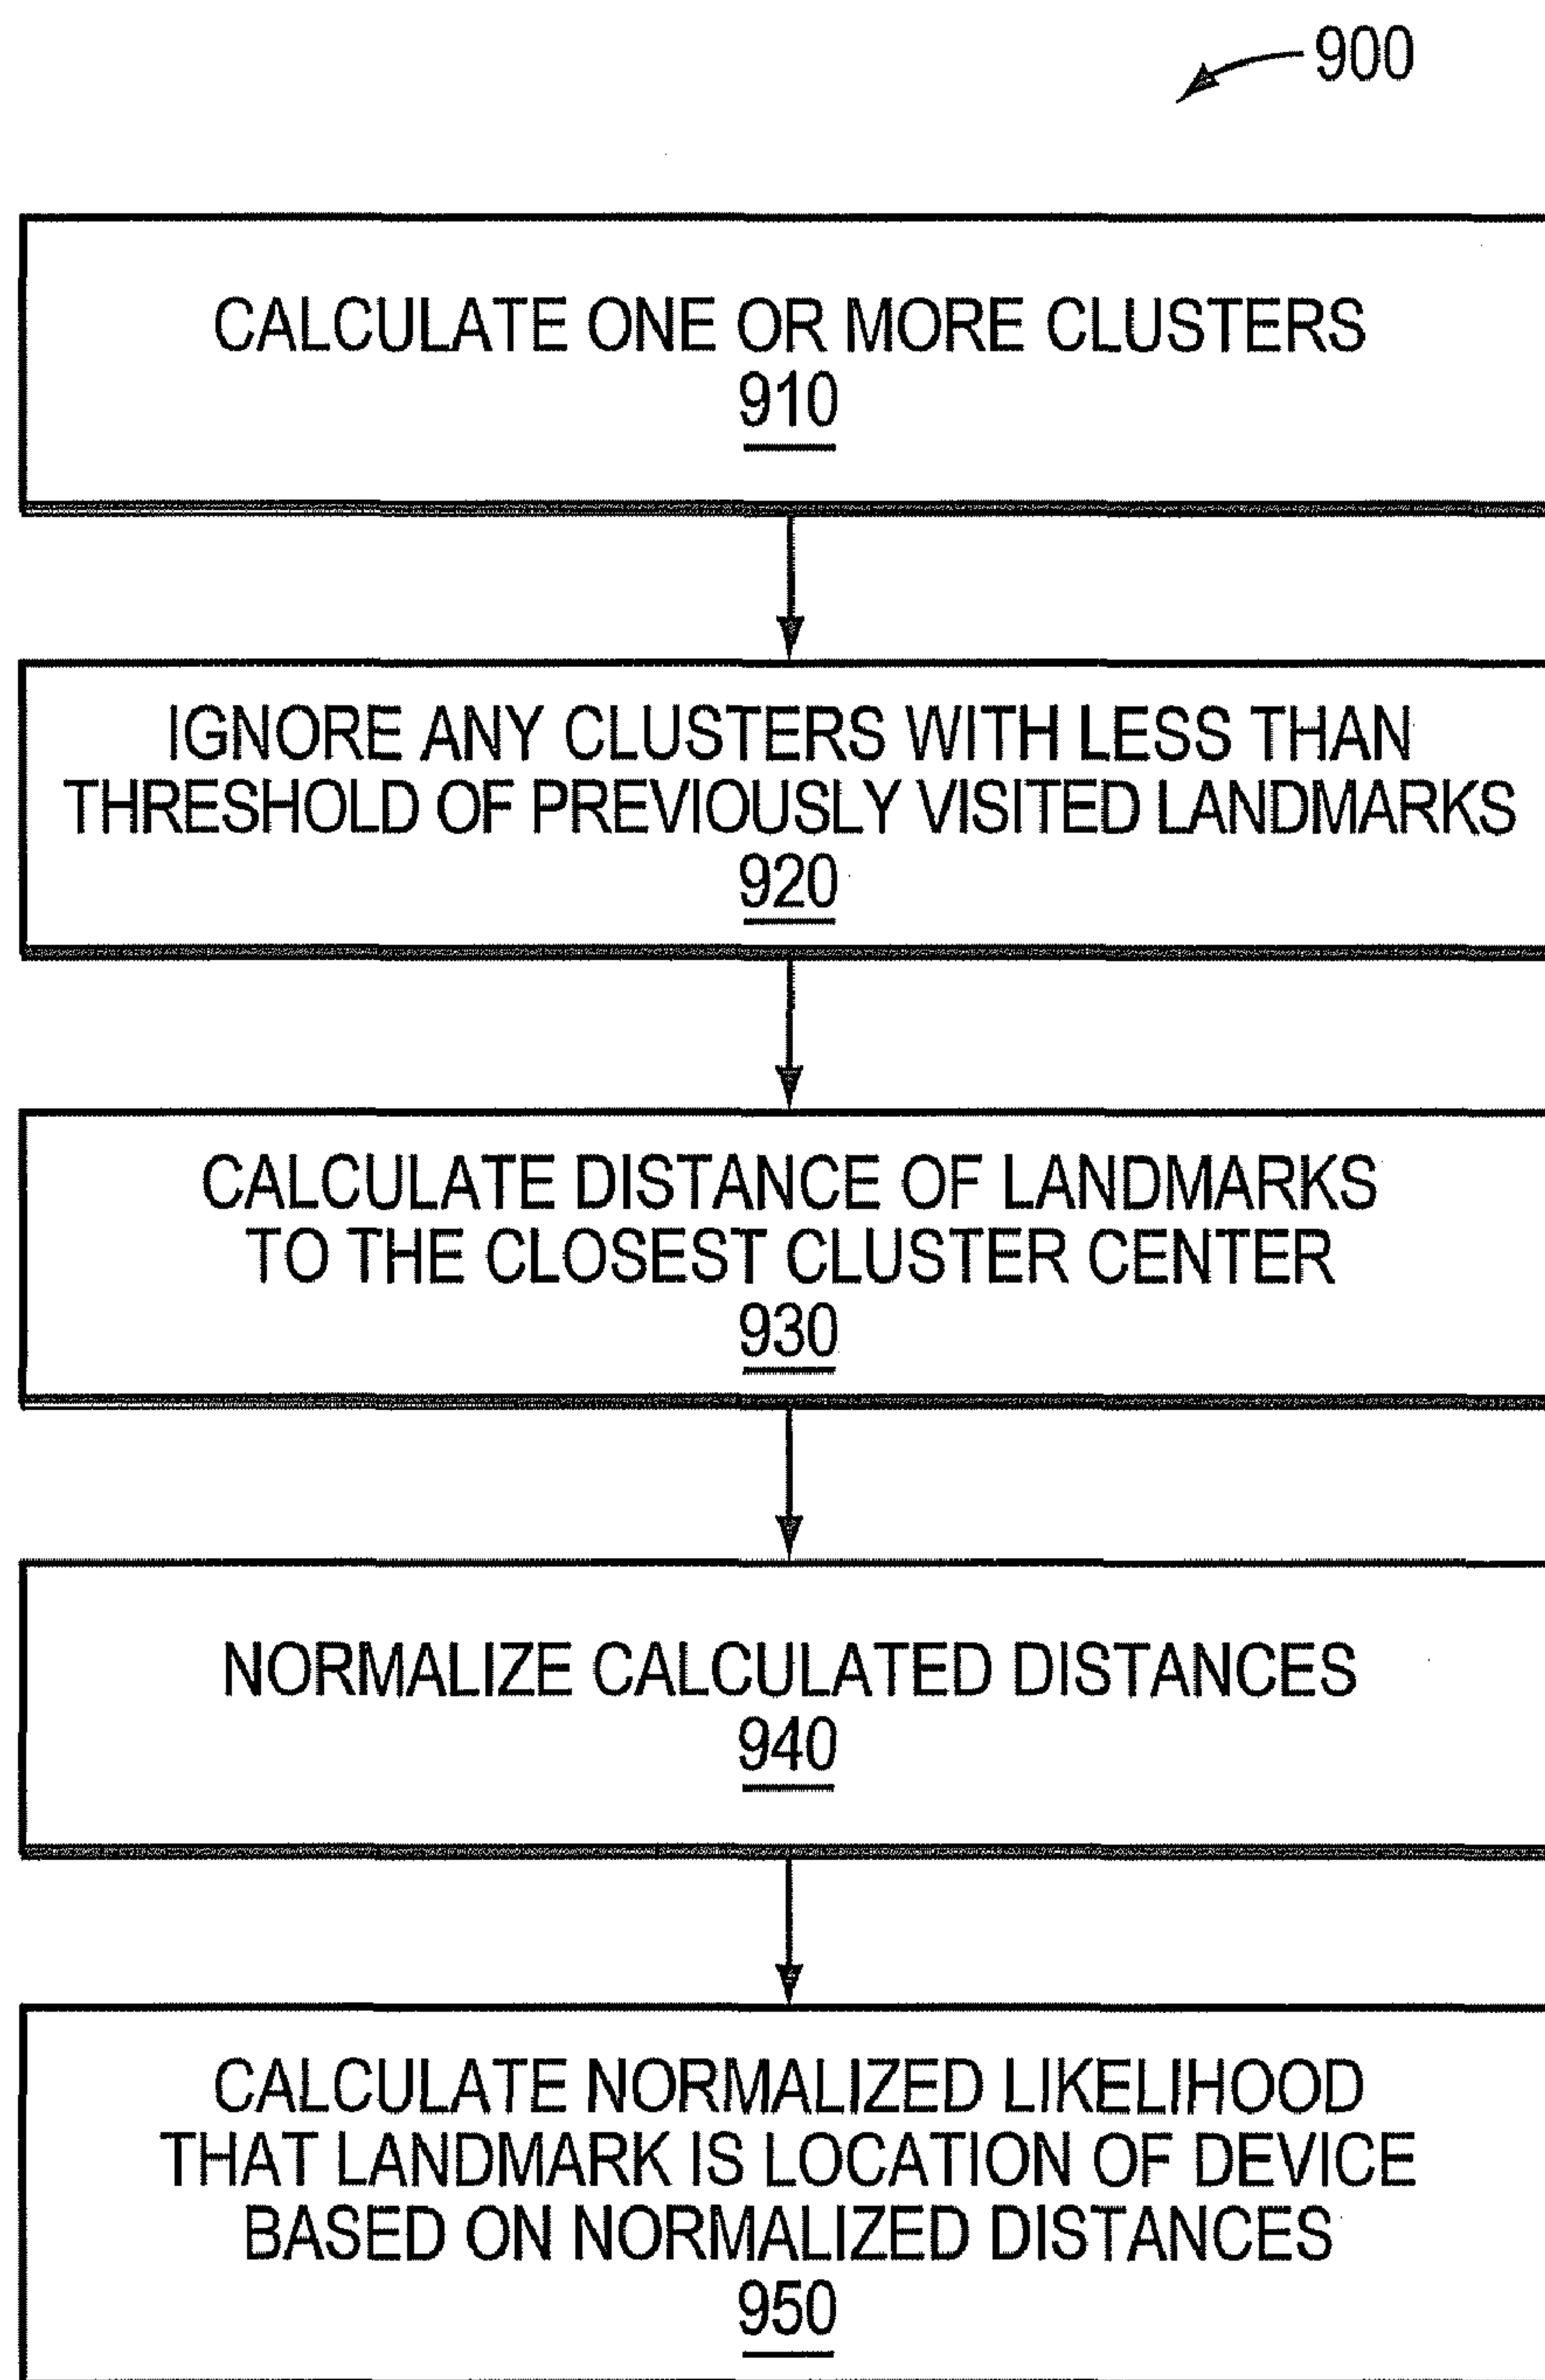 900
CALCULATE ONE OR MORE CLUSTERS
910
IGNORE ANY CLUSTERS WITH LESS THAN
THRESHOLD OF PREVIOUSLY VISITED LANDMARKS
920
CALCULATE DISTANCE OF LANDMARKS
TO THE CLOSEST CLUSTER CENTER
930
NORMALIZE CALCULATED DISTANCES
940
CALCULATE NORMALIZED LIKELIHOOD
THAT LANDMARK IS LOCATION OF DEVICE
BASED ON NORMALIZED DISTANCES
950